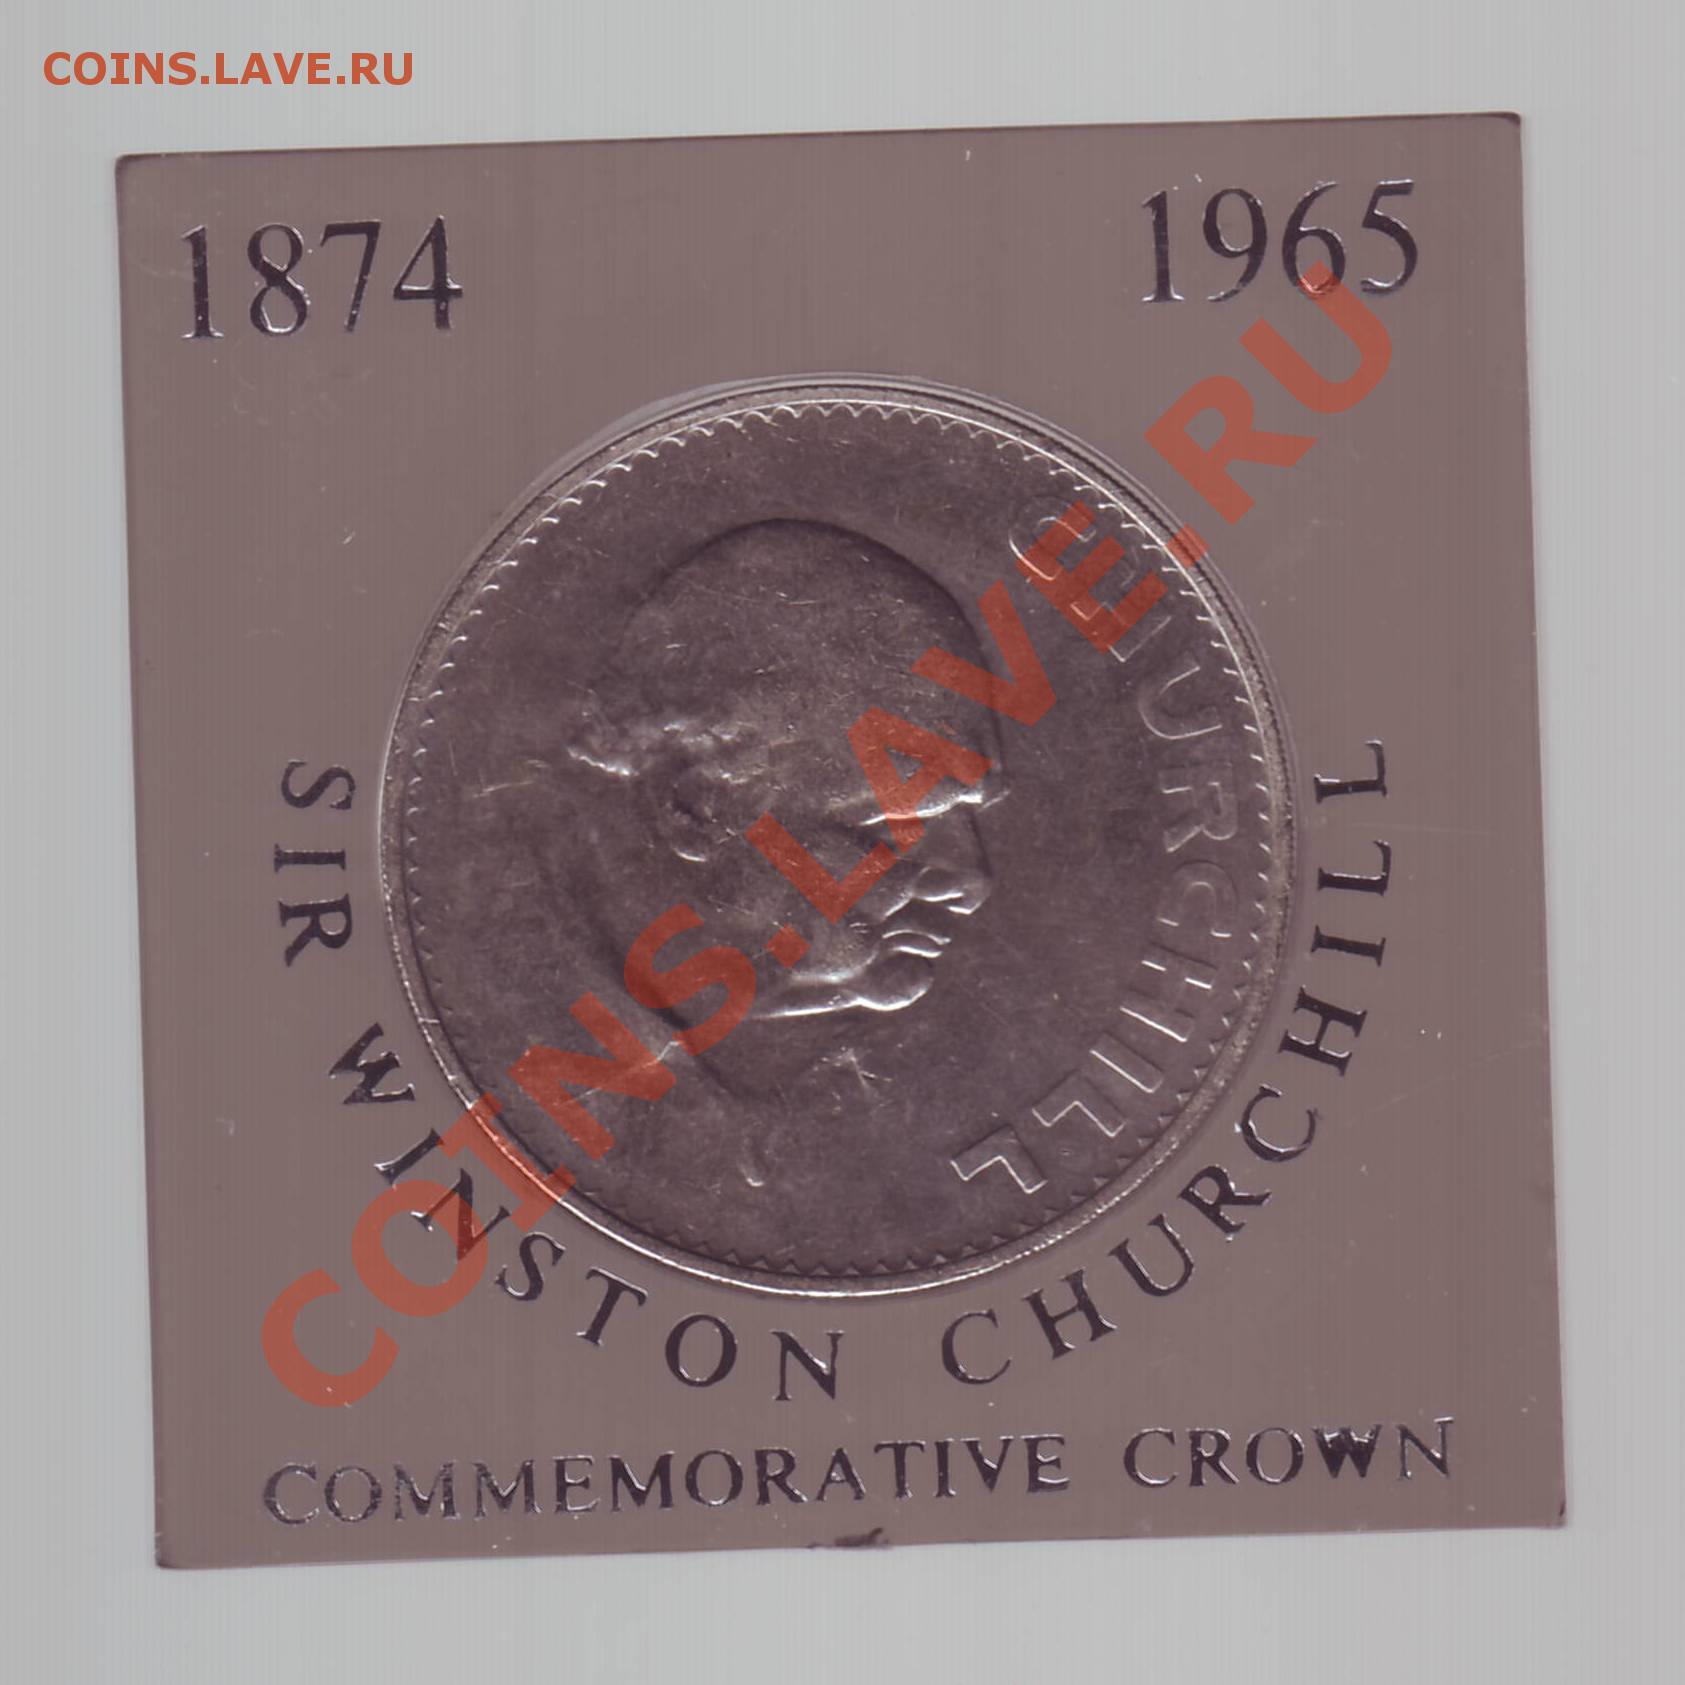 COINS.LAVE.RU
1874 1965
CHURCHILL
SIR WINSTON CHURCHILL
COMMEMORATIVE CROWN
COINS.LAVE.RU